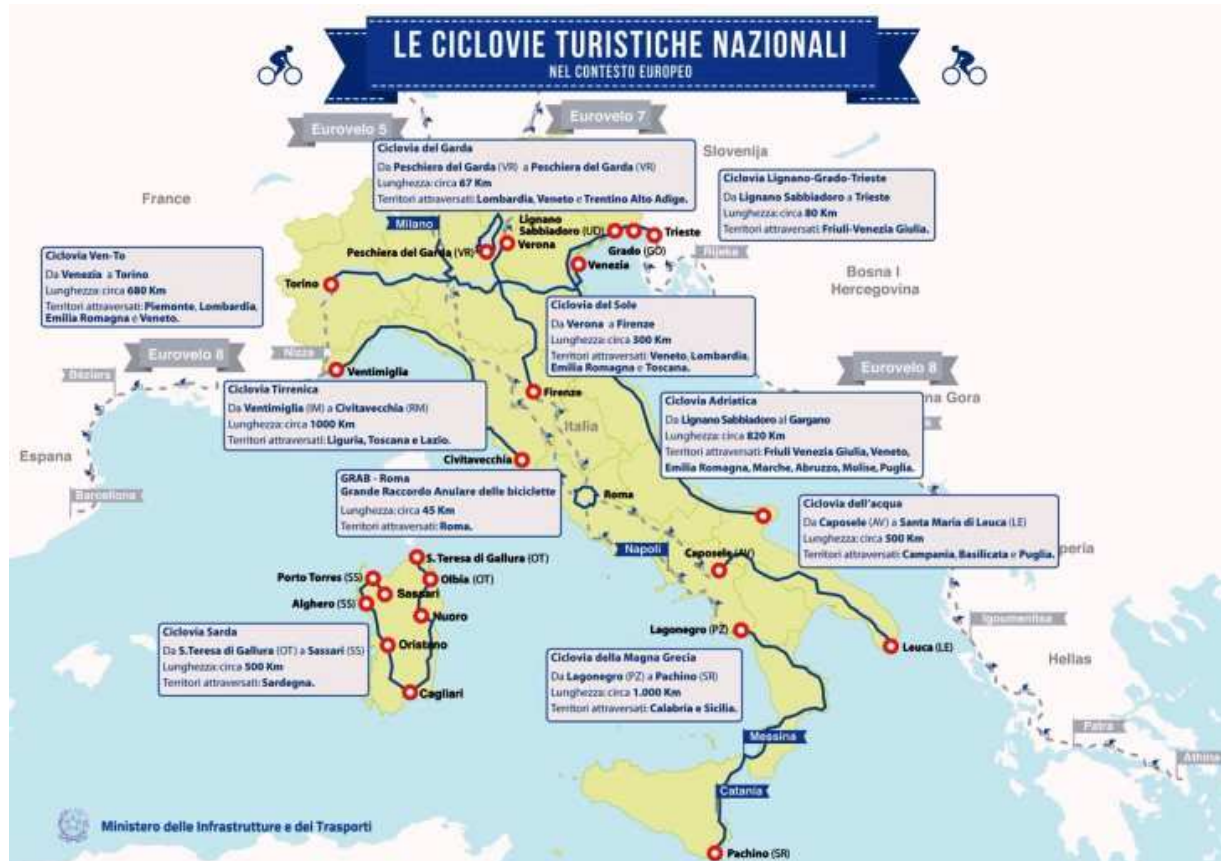 LE CICLOVIE TURISTICHE NAZIONALI
NEL CONTESTO EUROPEO
Eurovelo 5
Eurovelo 7
Slovenija
France
Ciclovia del Garda
Da Peschiera del Garda (VR) a Peschiera del Garda (VR)
Lunghezza: circa 67 Km
Territori attraversati: Lombardia, Veneto e Trentino Alto Adige.
Ciclovia Lignano-Grado-Trieste
Da Lignano Sabbiadoro a Trieste
Lunghezza: circa 80 Km
Territori attraversati: Friuli-Venezia Giulia.
Milano
Lignano
Sabbiadoro (UD)
Trieste
Verona
Peschiera del Garda (VR)
Grado (GO)
Rijeka
Venezia
Bosna I
Hercegovina
Ciclovia Ven-To
Da Venezia a Torino
Lunghezza: circa 680 Km
Territori attraversati: Piemonte, Lombardia,
Emilia Romagna e Veneto.
Torino
Ciclovia del Sole
Da Verona a Firenze
Lunghezza: circa 300 Km
Territori attraversati: Veneto, Lombardia,
Emilia Romagna e Toscana.
Eurovelo 8
Nizza
Béziers
Ventimiglia
Eurovelo 8
na Gora
Ciclovia Tirrenica
Da Ventimiglia (IM) a Civitavecchia (RM)
Lunghezza: circa 1000 Km
Territori attraversati: Liguria, Toscana e Lazio.
Firenze
Italia
Ciclovia Adriatica
Da Lignano Sabbiadoro al Gargano
Lunghezza: circa 820 Km
Territori attraversati: Friuli Venezia Giulia, Veneto,
Emilia Romagna, Marche, Abruzzo, Molise, Puglia.
Espana
Barcellona
Civitavecchia
GRAB - Roma
Grande Raccordo Anulare delle biciclette
Lunghezza: circa 45 Km
Territori attraversati: Roma.
Roma
Ciclovia dell'acqua
Da Caposele (AV) a Santa Maria di Leuca (LE)
Lunghezza: circa 500 Km
Territori attraversati: Campania, Basilicata e Puglia.
Napoli
Caposele (AV)
S. Teresa di Gallura (OT)
Porto Torres (SS)
Olbia (OT)
Sassari
Alghero (SS)
Nuoro
Igoumenitsa
Ciclovia Sarda
Da S.Teresa di Gallura (OT) a Sassari (SS)
Lunghezza: circa 500 Km
Territori attraversati: Sardegna.
Oristano
Cagliari
Lagonegro (PZ)
Leuca (LE)
Hellas
Ciclovia della Magna Grecia
Da Lagonegro (PZ) a Pachino (SR)
Lunghezza: circa 1.000 Km
Territori attraversati: Calabria e Sicilia.
Patra
Messina
Athina
Catania
Ministero delle Infrastrutture e dei Trasporti
Pachino (SR)